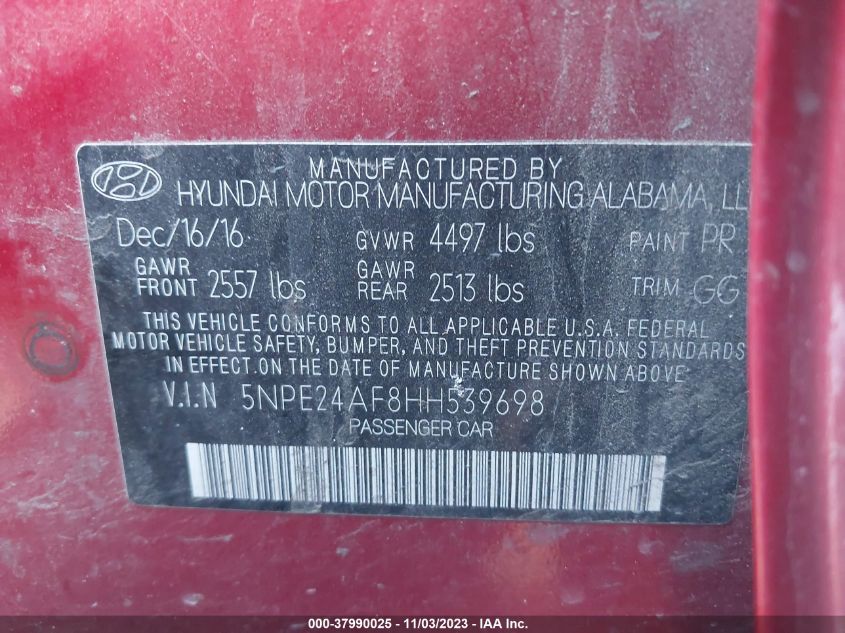 MANUFACTURED BY
HYUNDAI MOTOR MANUFACTURING ALABAMA, LL
Dec/16/16 GVWR 4497 lbs PAINT PR
GAWR FRONT 2557 lbs GAWR REAR 2513 lbs TRIM GG
THIS VEHICLE CONFORMS TO ALL APPLICABLE U.S.A. FEDERAL
MOTOR VEHICLE SAFETY, BUMPER, AND THEFT PREVENTION STANDARDS
IN EFFECT ON THE DATE OF MANUFACTURE SHOWN ABOVE.
V.I.N 5NPE24AF8HH539698
PASSENGER CAR
000-37990025 - 11/03/2023 - IAA Inc.